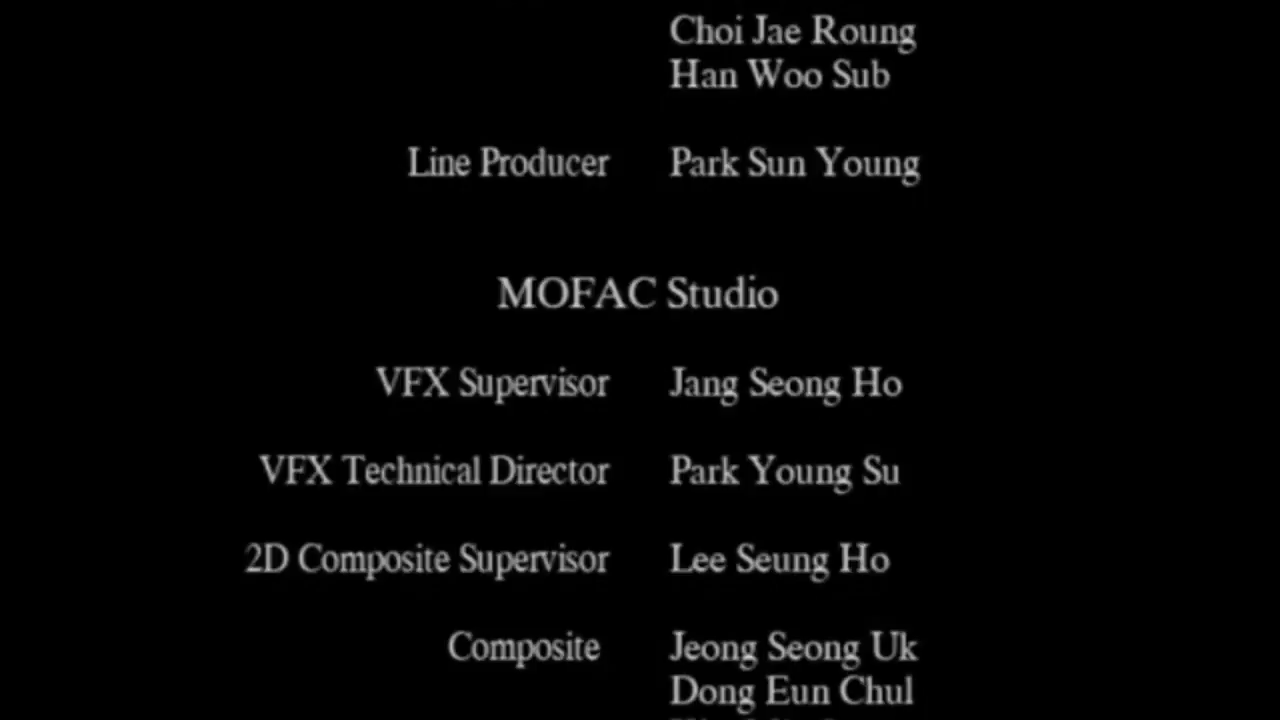 Choi Jae Roung
Han Woo Sub
Line Producer Park Sun Young
MOFAC Studio
VFX Supervisor Jang Seong Ho
VFX Technical Director Park Young Su
2D Composite Supervisor Lee Seung Ho
Composite Jeong Seong Uk
Dong Eun Chul